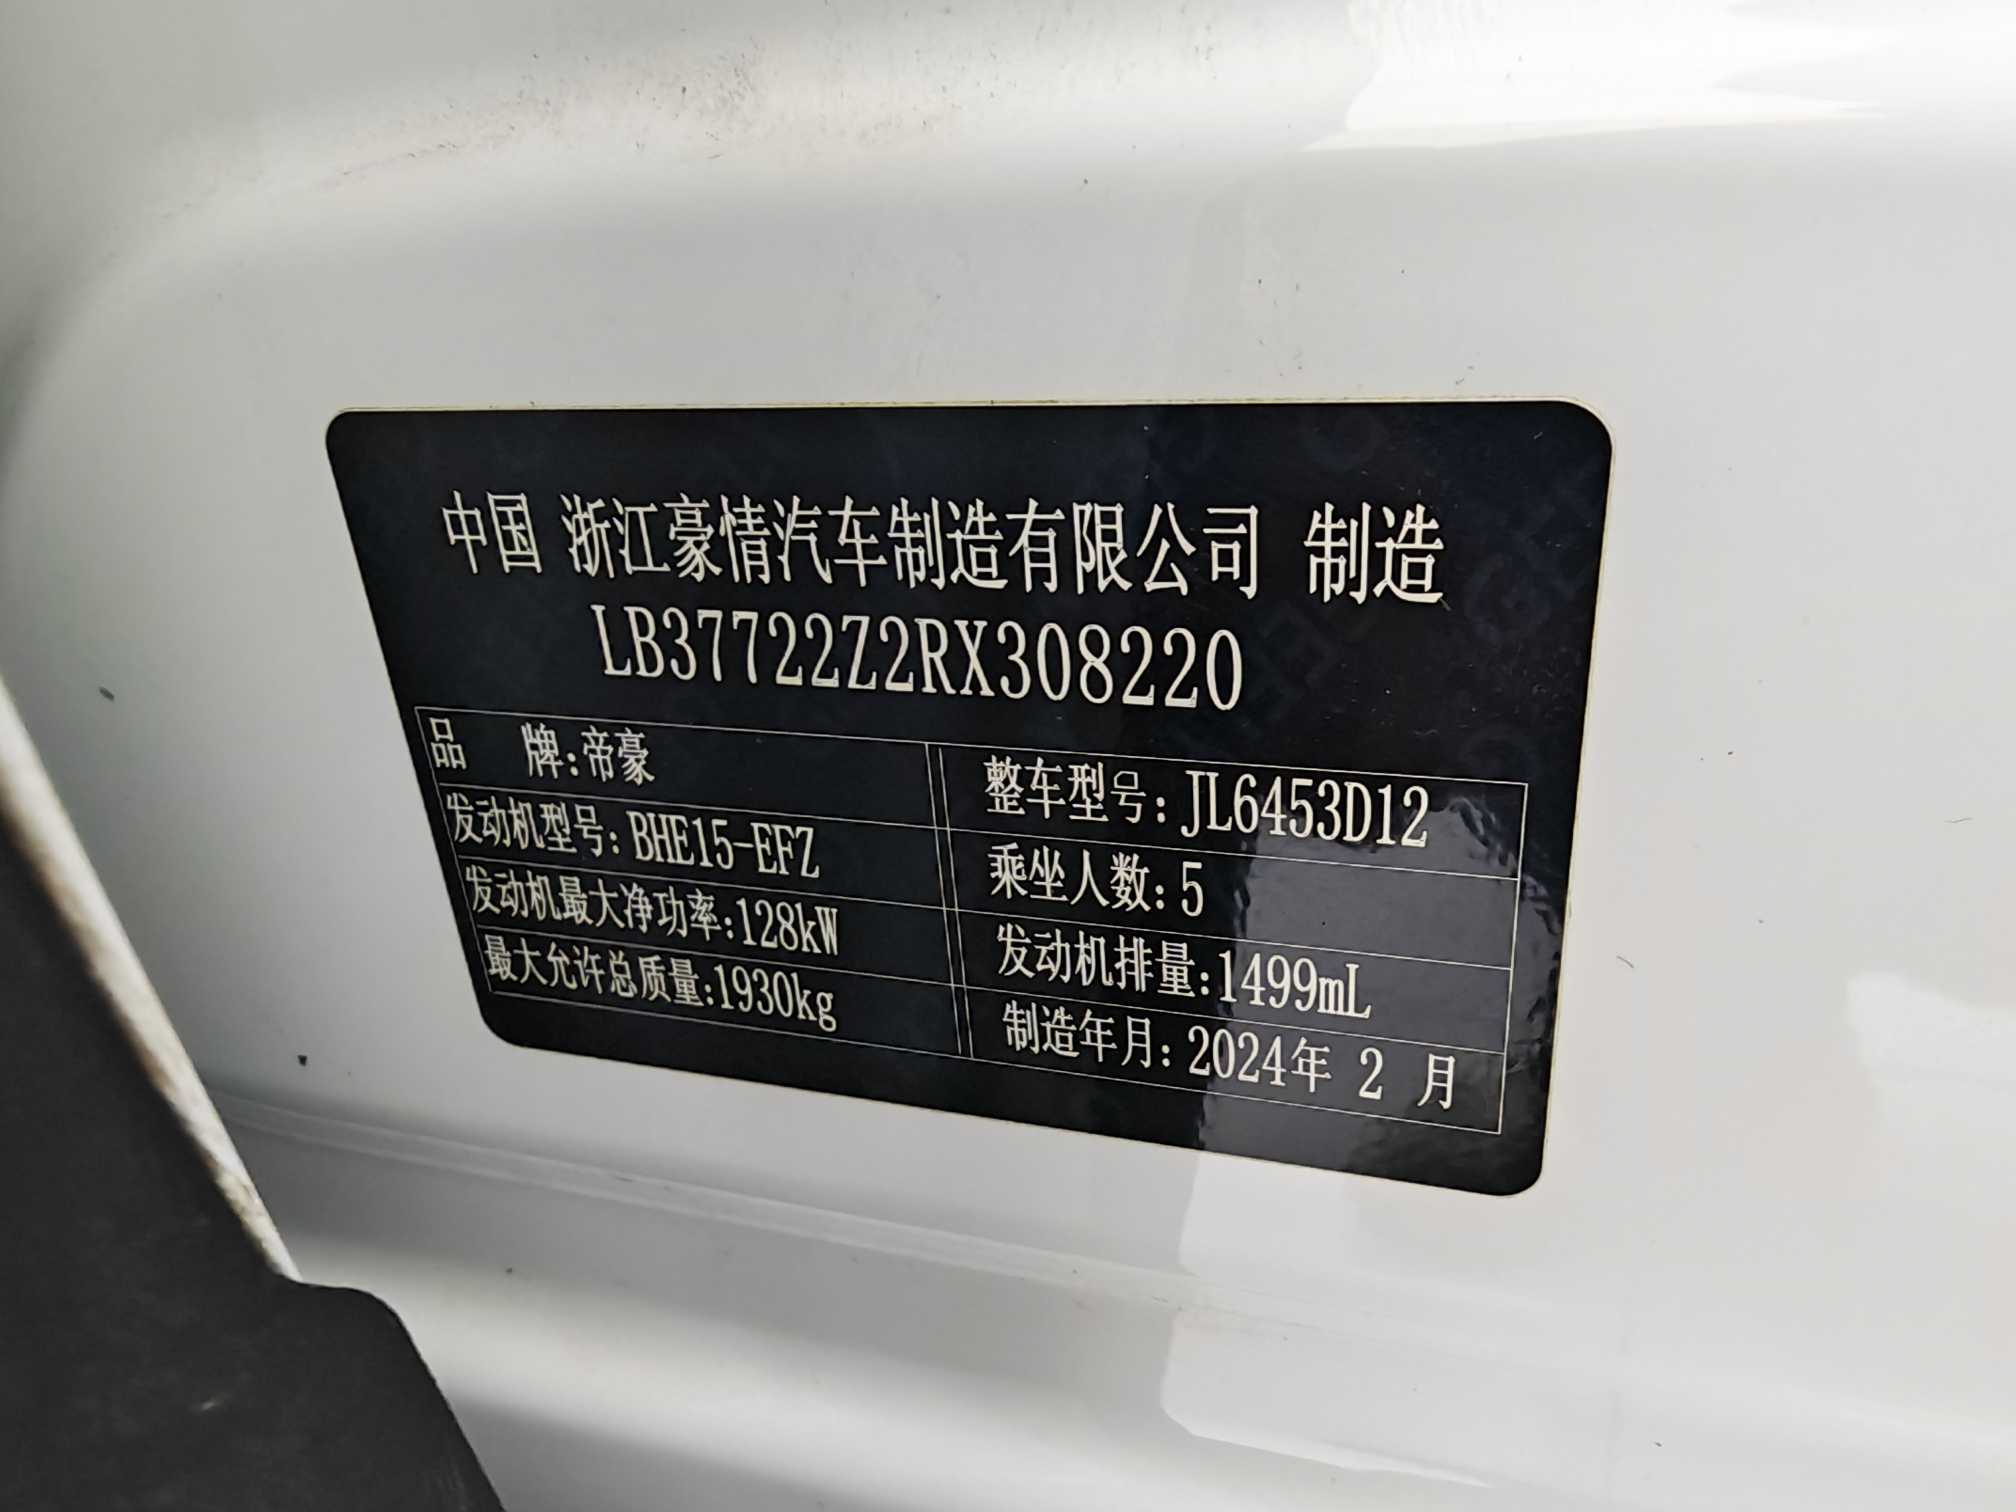 中国 浙江豪情汽车制造有限公司 制造
LB37722Z2RX308220
品 牌:帝豪 整车型号:JL6453D12
发动机型号:BHE15-EFZ 乘坐人数:5
发动机最大净功率:128kW 发动机排量:1499mL
最大允许总质量:1930kg 制造年月:2024年 2 月